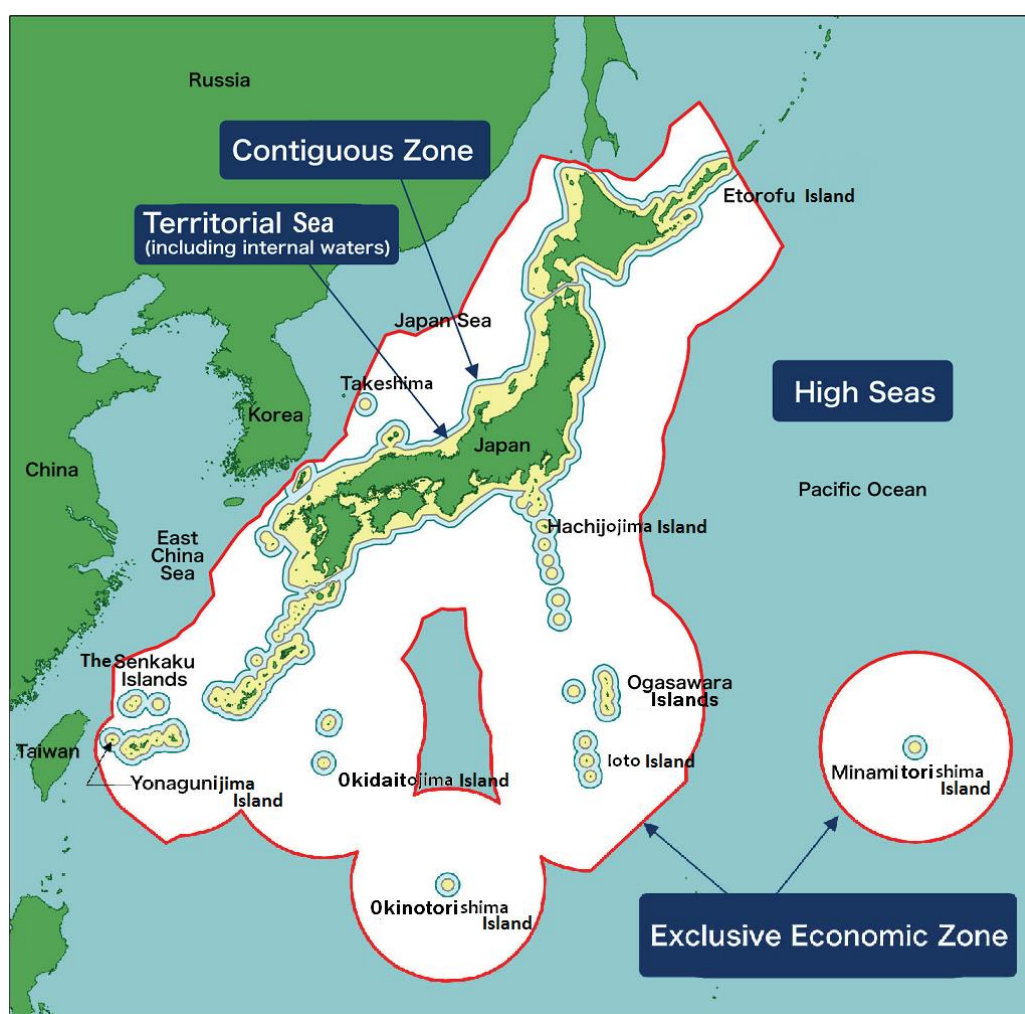 Russia
Contiguous Zone
Etorofu Island
Territorial Sea
(including internal waters)
Japan Sea
Takeshima
High Seas
Korea
Japan
China
Pacific Ocean
Hachijojima Island
East
China
Sea
The Senkaku
Islands
Ogasawara
Islands
Taiwan
Ioto Island
Okidaitojima Island
Yonagunijima
Island
Minamitorishima
Island
Okinotorishima
Island
Exclusive Economic Zone